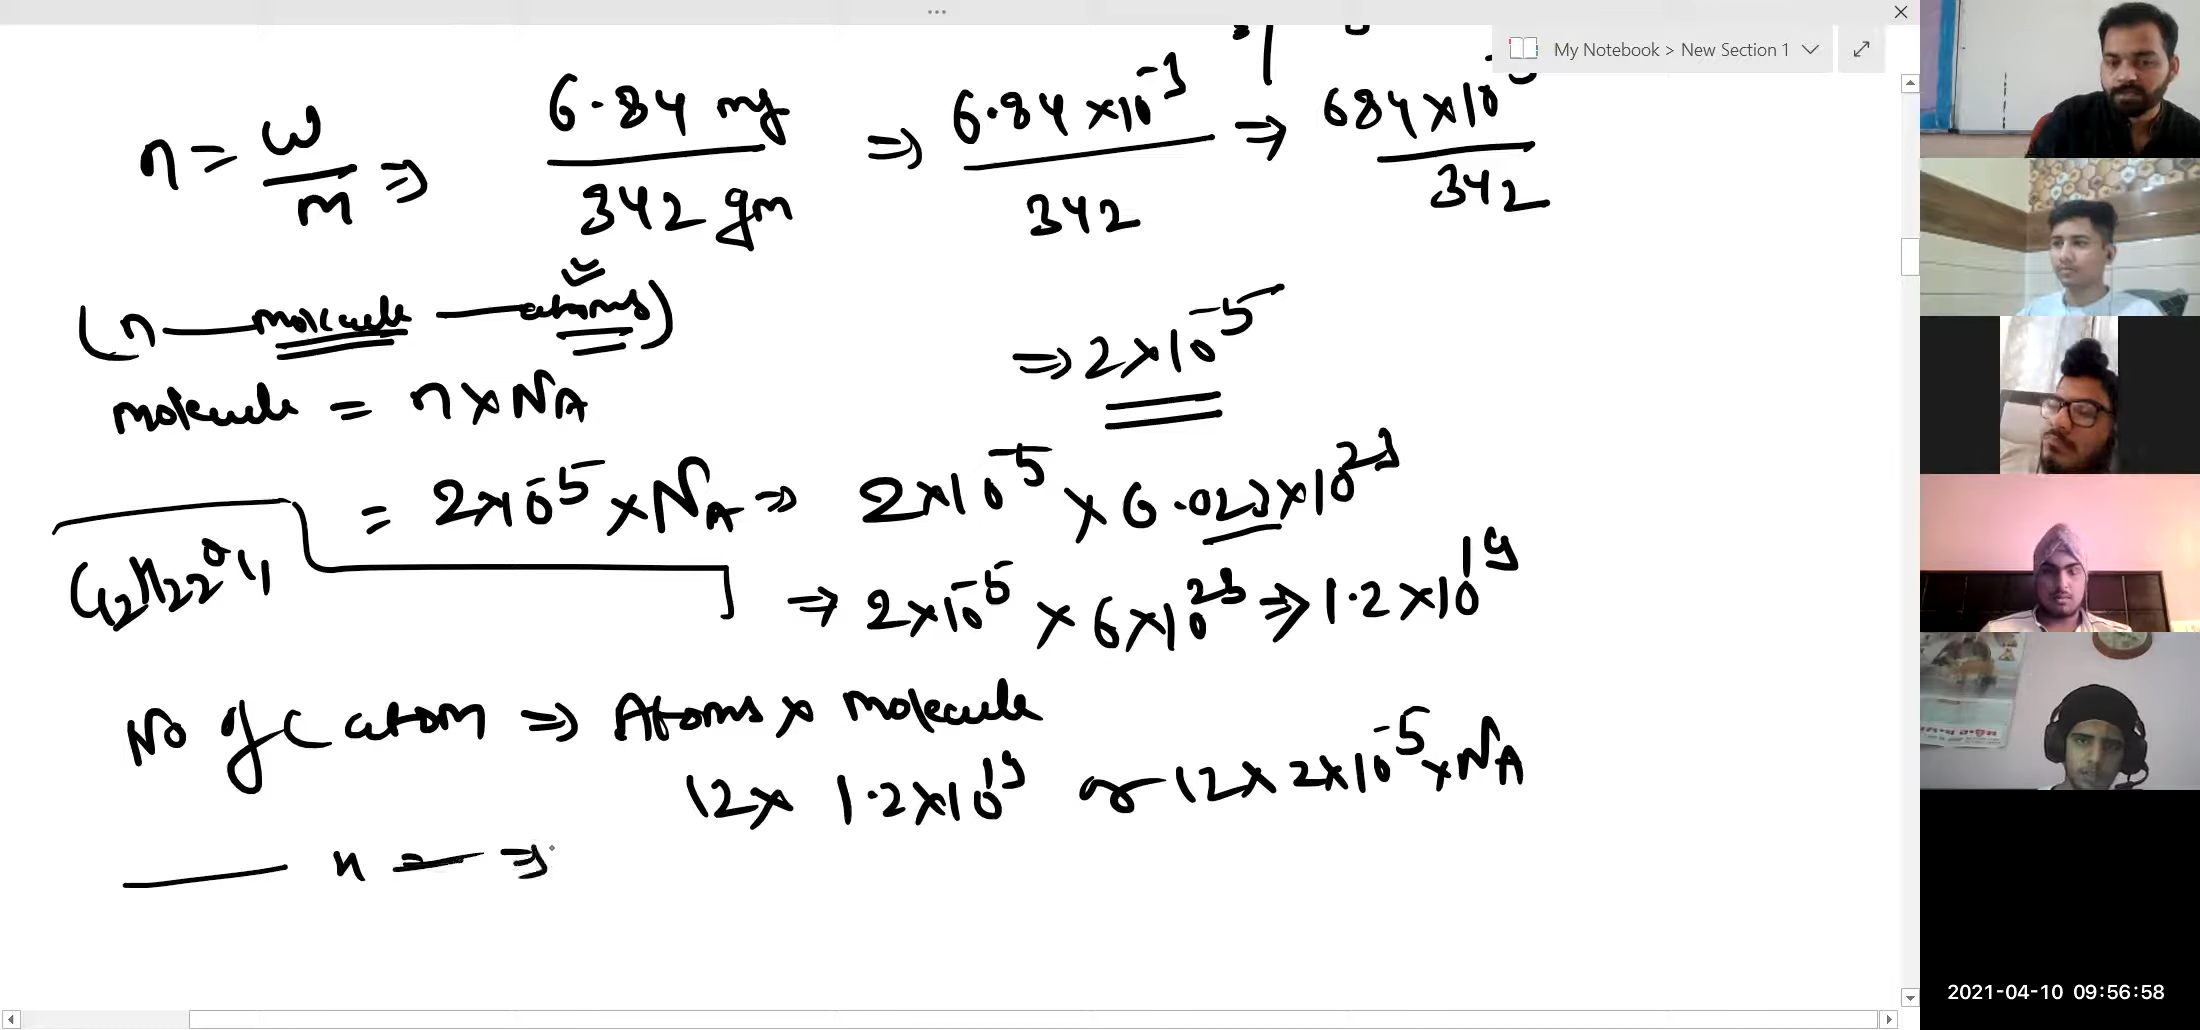 My Notebook > New Section 1
n = w/m ⇒ 6.84 mg/342 gm ⇒ 6.84 × 10⁻³/342 ⇒ 684 × 10⁻⁵/342
(n — molecule — atoms)
⇒ 2 × 10⁻⁵
molecule = n × NA
= 2 × 10⁻⁵ × NA ⇒ 2 × 10⁻⁵ × 6.023 × 10²³
C12H22O11
⇒ 2 × 10⁻⁵ × 6 × 10²³ ⇒ 1.2 × 10¹⁹
No of C atom ⇒ Atoms × molecule
12 × 1.2 × 10¹⁹ or 12 × 2 × 10⁻⁵ × NA
—— H — ⇒
2021-04-10 09:56:58